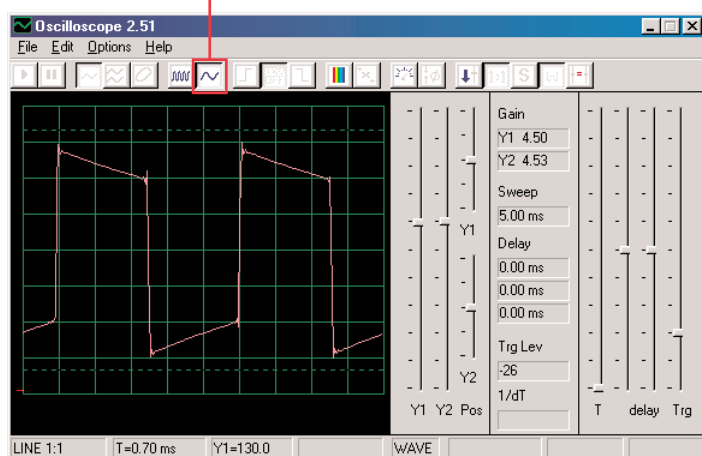 Oscilloscope 2.51
File Edit Options Help
1:1 S
Gain
Y1 4.50
Y2 4.53
Sweep
5.00 ms
Y1
Delay
0.00 ms
0.00 ms
0.00 ms
Trg Lev
-26
Y2
1/dT
Y1 Y2 Pos T delay Trg
LINE 1:1 T=0.70 ms Y1=130.0 WAVE